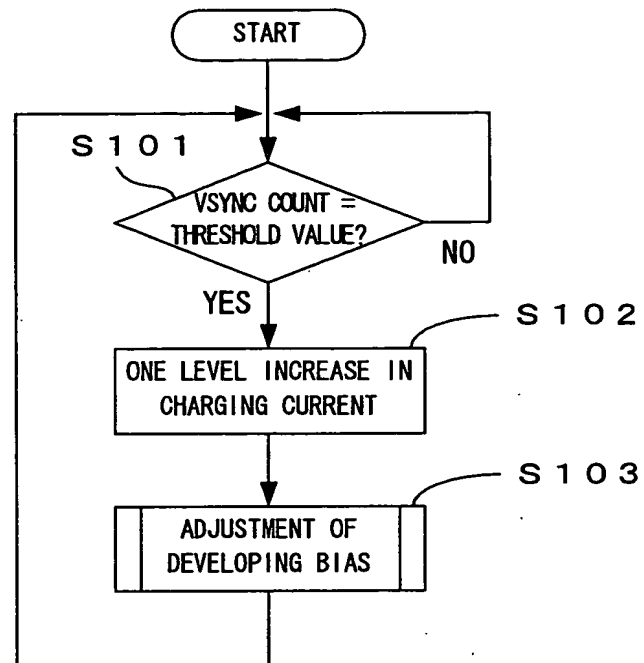 START
S101
VSYNC COUNT =
THRESHOLD VALUE?
NO
YES
S102
ONE LEVEL INCREASE IN
CHARGING CURRENT
S103
ADJUSTMENT OF
DEVELOPING BIAS